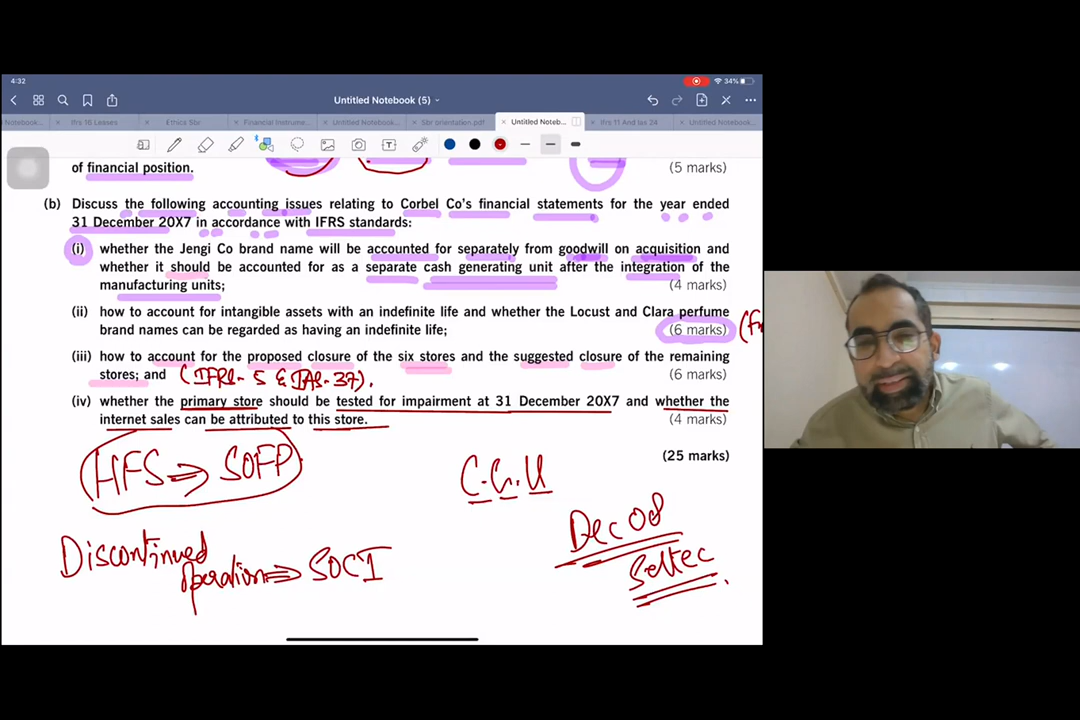 4:32
34%
Untitled Notebook (5)
Notebook...
Ifrs 16 Leases
Ethics Sbr
Financial Instrume...
Untitled Notebook...
Sbr orientation.pdf
Untitled Noteb...
Ifrs 11 And Ias 24
Untitled Notebook...
of financial position. (5 marks)
(b) Discuss the following accounting issues relating to Corbel Co's financial statements for the year ended
31 December 20X7 in accordance with IFRS standards:
(i) whether the Jengi Co brand name will be accounted for separately from goodwill on acquisition and
whether it should be accounted for as a separate cash generating unit after the integration of the
manufacturing units; (4 marks)
(ii) how to account for intangible assets with an indefinite life and whether the Locust and Clara perfume
brand names can be regarded as having an indefinite life; (6 marks)
(iii) how to account for the proposed closure of the six stores and the suggested closure of the remaining
stores; and (IFRS-5 & IAS-37). (6 marks)
(iv) whether the primary store should be tested for impairment at 31 December 20X7 and whether the
internet sales can be attributed to this store. (4 marks)
(25 marks)
HFS ⇒ SOFP
C.G.U
Dec 08
Seltec
Discontinued
operation ⇒ SOCI